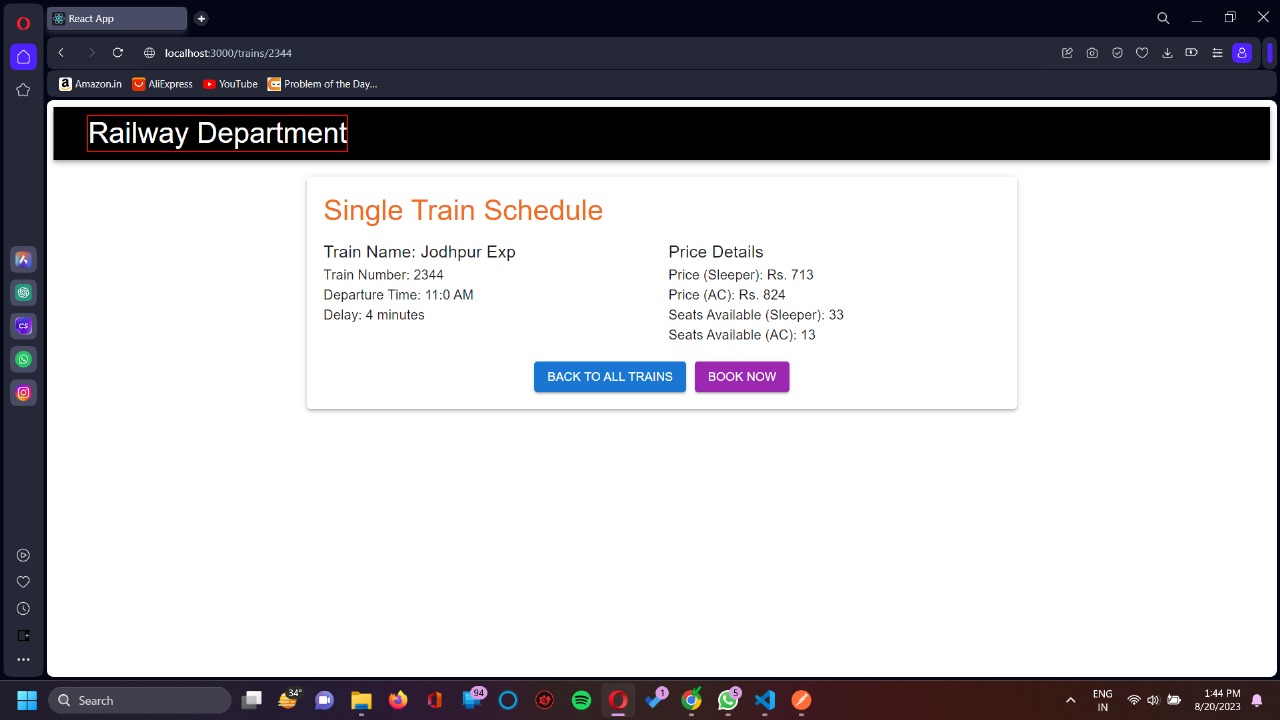 React App
localhost:3000/trains/2344
a Amazon.in AliExpress YouTube Problem of the Day...
Railway Department
Single Train Schedule
Train Name: Jodhpur Exp
Train Number: 2344
Departure Time: 11:0 AM
Delay: 4 minutes
Price Details
Price (Sleeper): Rs. 713
Price (AC): Rs. 824
Seats Available (Sleeper): 33
Seats Available (AC): 13
BACK TO ALL TRAINS BOOK NOW
CS
Search
34°
94
1
5
ENG
IN
1:44 PM
8/20/2023